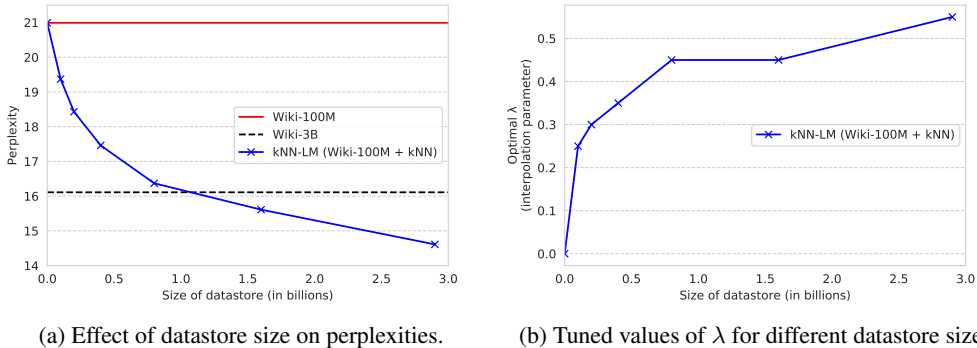 21
20
19
18
17
16
15
14
Perplexity
Wiki-100M
Wiki-3B
kNN-LM (Wiki-100M + kNN)
0.0 0.5 1.0 1.5 2.0 2.5 3.0
Size of datastore (in billions)
(a) Effect of datastore size on perplexities.
0.5
0.4
0.3
0.2
0.1
0.0
Optimal λ
(interpolation parameter)
kNN-LM (Wiki-100M + kNN)
0.0 0.5 1.0 1.5 2.0 2.5 3.0
Size of datastore (in billions)
(b) Tuned values of λ for different datastore size